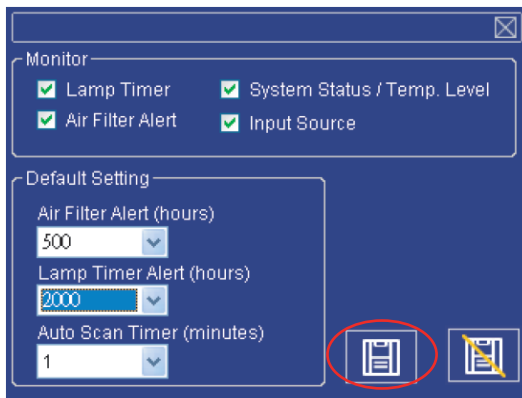 Monitor
Lamp Timer
System Status / Temp. Level
Air Filter Alert
Input Source
Default Setting
Air Filter Alert (hours)
500
Lamp Timer Alert (hours)
2000
Auto Scan Timer (minutes)
1